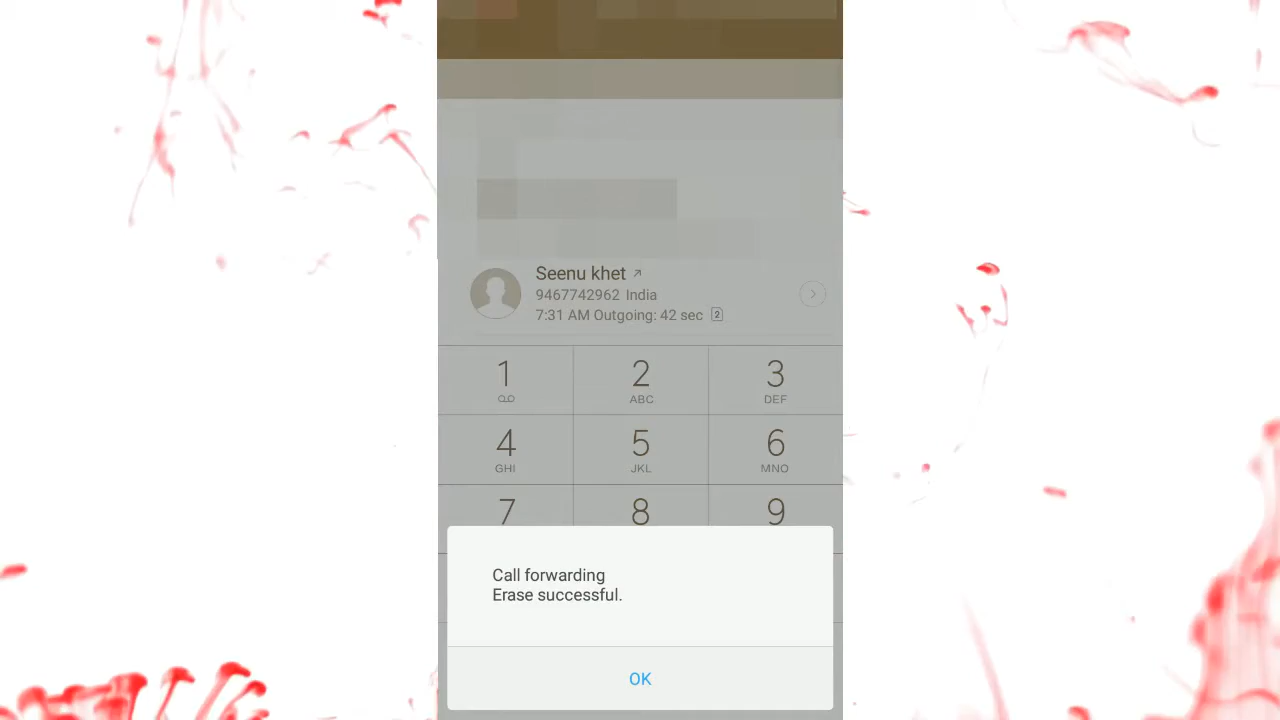 Seenu khet
9467742962 India
7:31 AM Outgoing: 42 sec 2
1 2 3
ABC DEF
4 5 6
GHI JKL MNO
7 8 9
Call forwarding
Erase successful.
OK